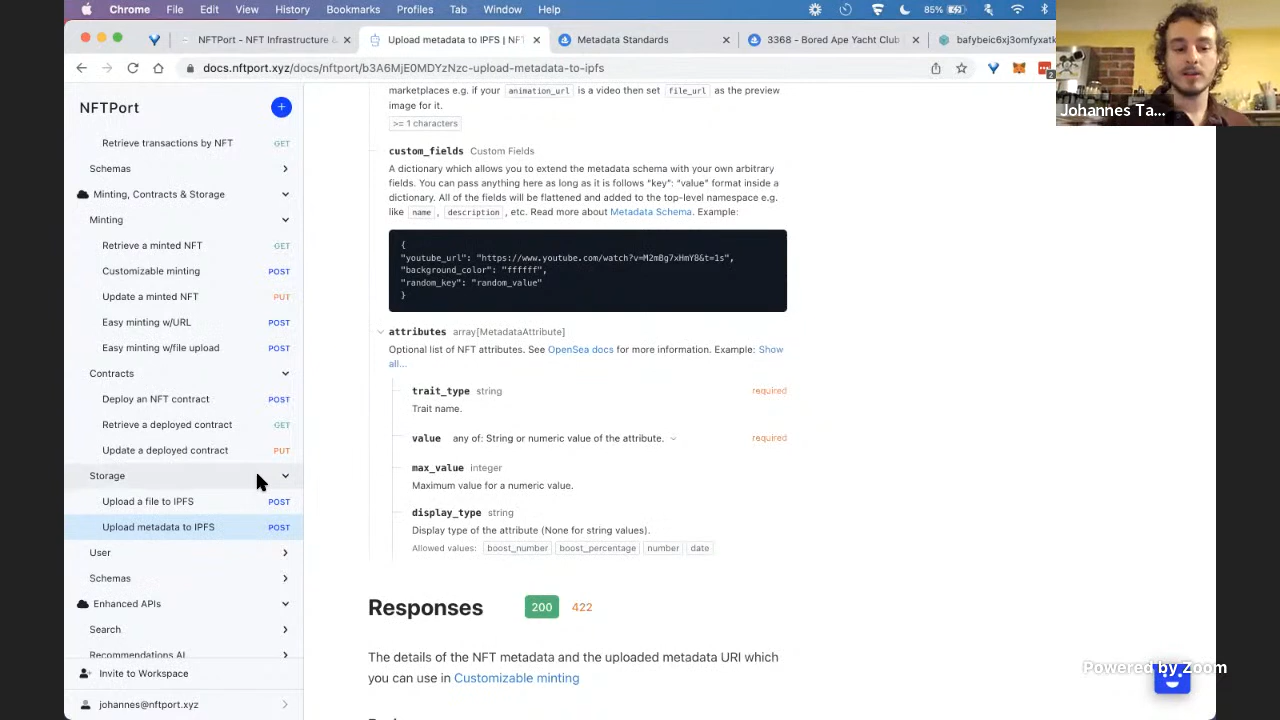 Chrome File Edit View History Bookmarks Profiles Tab Window Help
85%
NFTPort - NFT Infrastructure &
Upload metadata to IPFS | NFT
Metadata Standards
3368 - Bored Ape Yacht Club
bafybeic6xj3omfyxat
docs.nftport.xyz/docs/nftport/b3A6MjE0MDYzNzc-upload-metadata-to-ipfs
2
Johannes Ta...
NFTPort
Retrieve transactions by NFT GET
Schemas
Minting, Contracts & Storage
Minting
Retrieve a minted NFT GET
Customizable minting POST
Update a minted NFT PUT
Easy minting w/URL POST
Easy minting w/file upload POST
Contracts
Deploy an NFT contract POST
Retrieve a deployed contract GET
Update a deployed contract PUT
Storage
Upload a file to IPFS POST
Upload metadata to IPFS POST
User
Schemas
Enhanced APIs
Search
Recommendations AI
Invite to Workspace
johannes@nftport.xyz
marketplaces e.g. if your animation_url is a video then set file_url as the preview
image for it.
>= 1 characters
custom_fields Custom Fields
A dictionary which allows you to extend the metadata schema with your own arbitrary
fields. You can pass anything here as long as it is follows "key": "value" format inside a
dictionary. All of the fields will be flattened and added to the top-level namespace e.g.
like name, description, etc. Read more about Metadata Schema. Example:
{
"youtube_url": "https://www.youtube.com/watch?v=M2mBg7xHmY8&t=1s",
"background_color": "ffffff",
"random_key": "random_value"
}
attributes array[MetadataAttribute]
Optional list of NFT attributes. See OpenSea docs for more information. Example: Show
all...
trait_type string required
Trait name.
value any of: String or numeric value of the attribute. required
max_value integer
Maximum value for a numeric value.
display_type string
Display type of the attribute (None for string values).
Allowed values: boost_number boost_percentage number date
Responses 200 422
The details of the NFT metadata and the uploaded metadata URI which
you can use in Customizable minting
Powered by Zoom